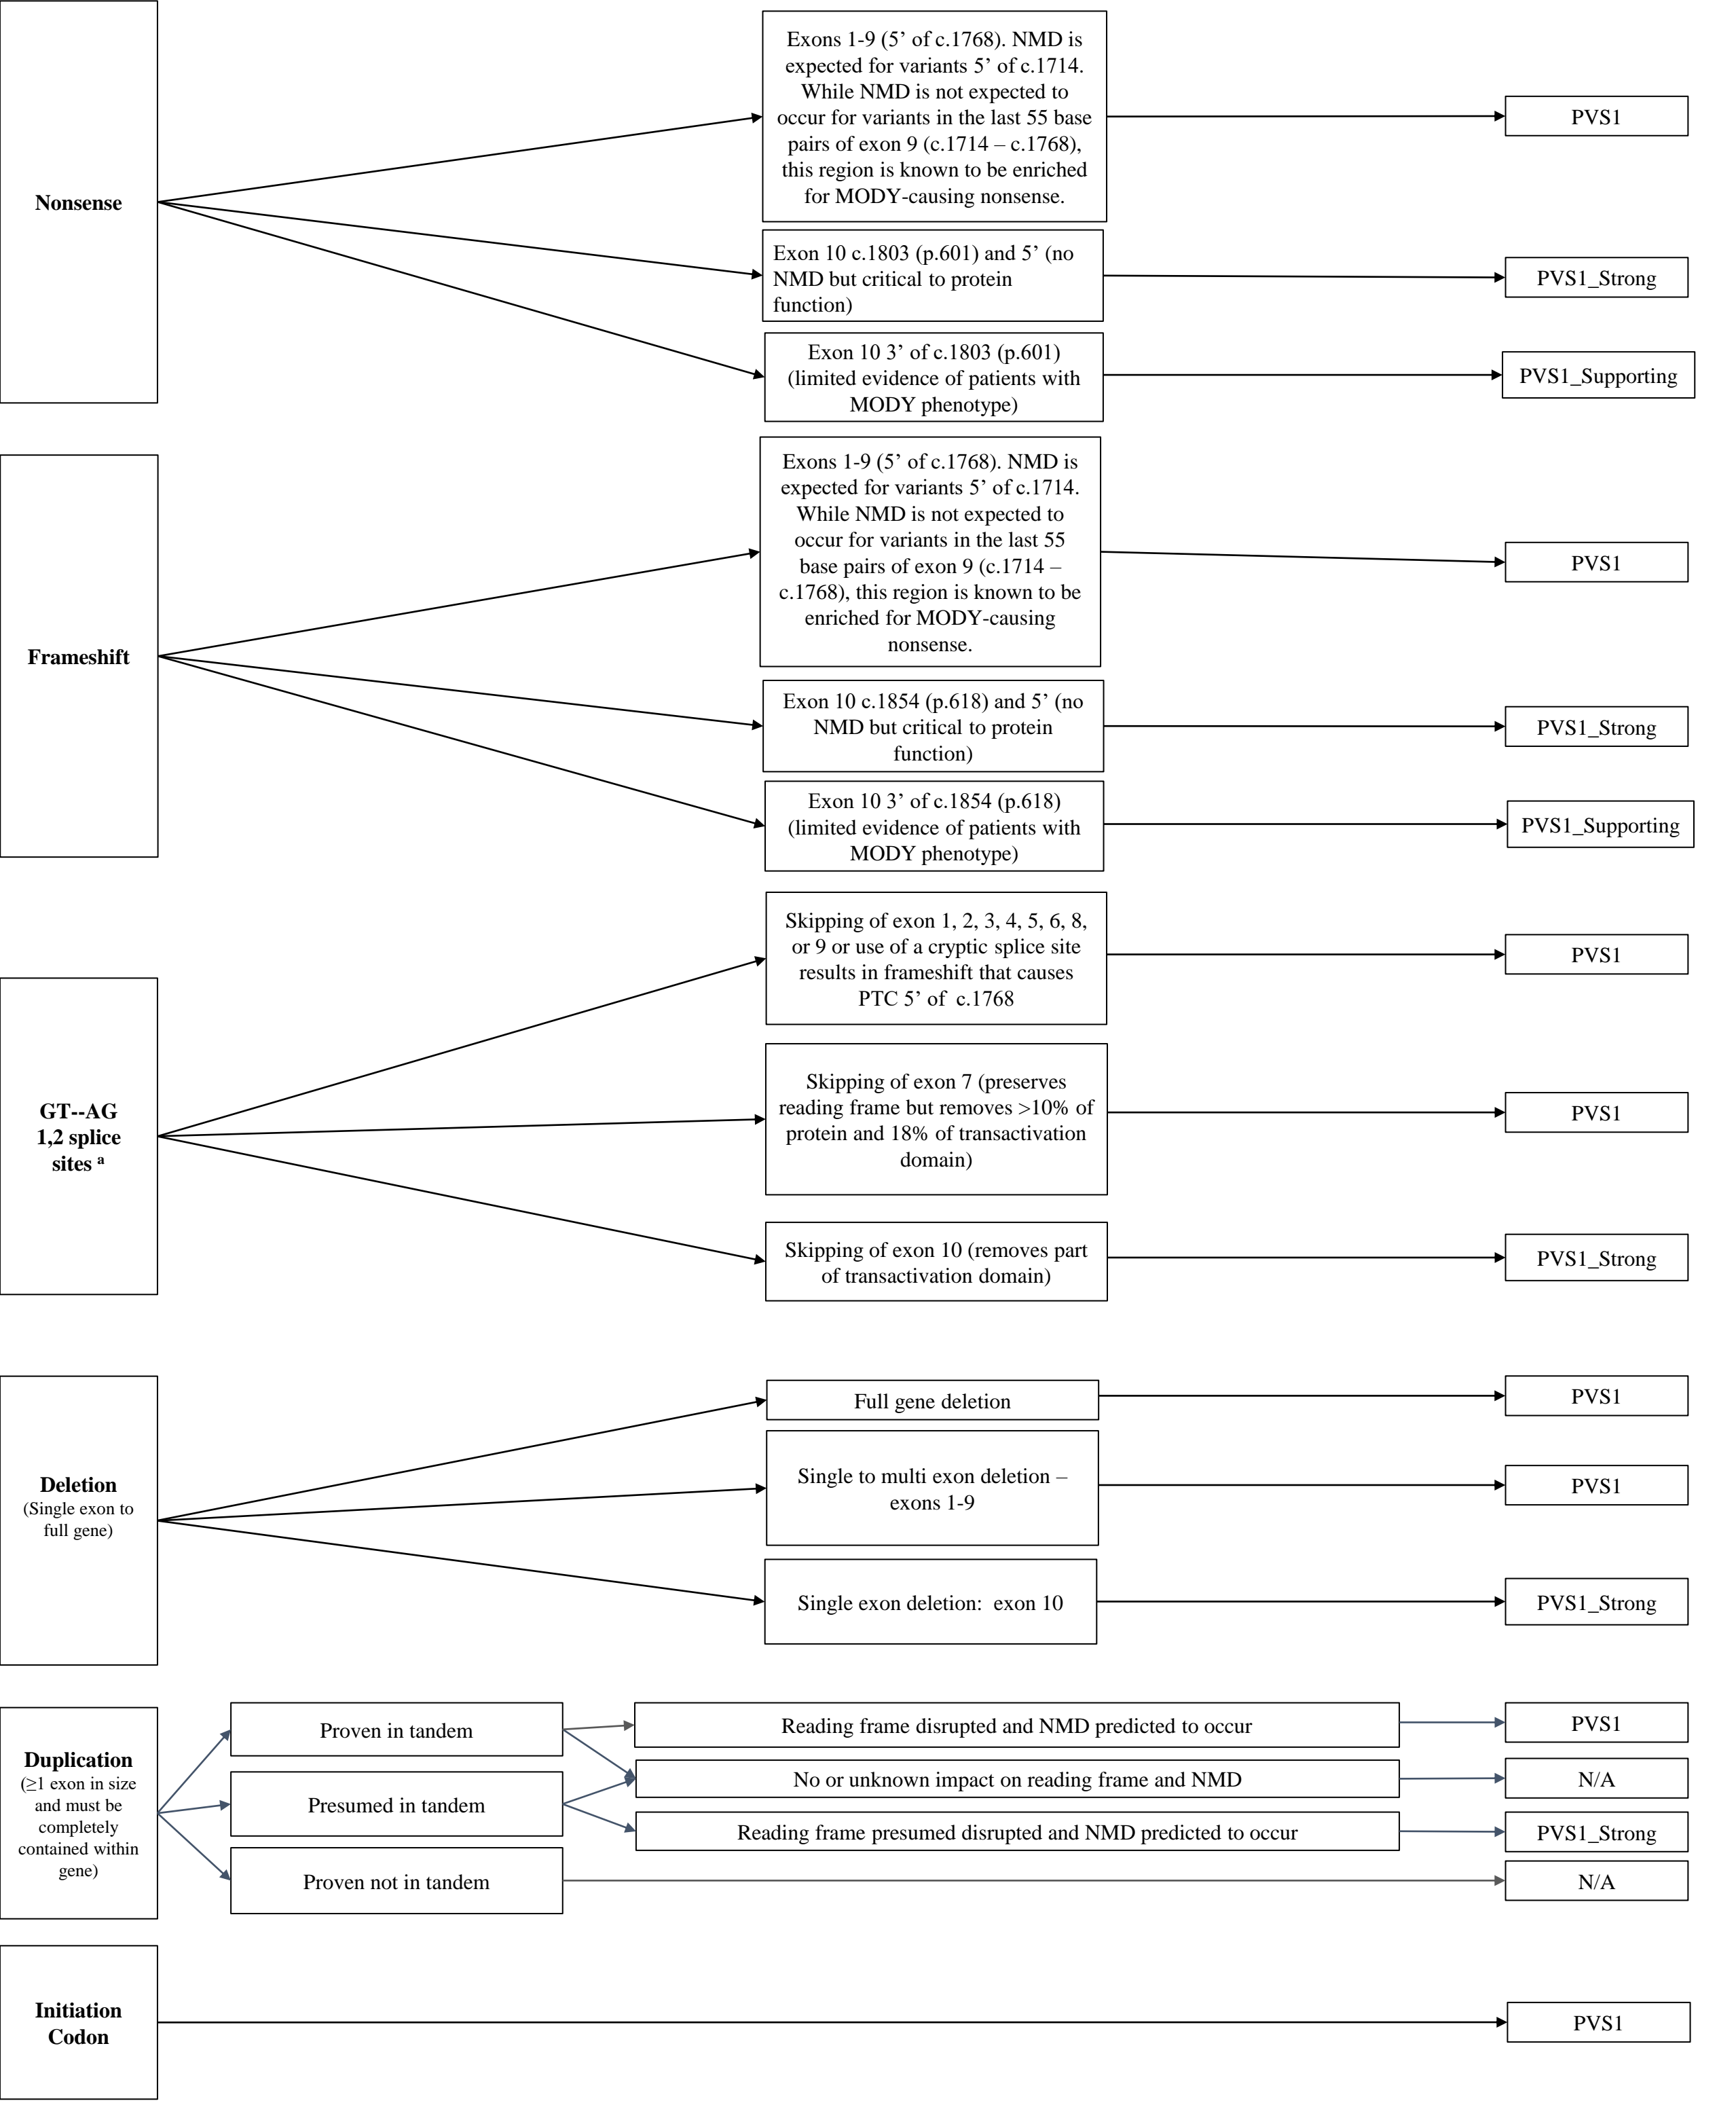 Nonsense
Exons 1-9 (5’ of c.1768). NMD is
expected for variants 5’ of c.1714.
While NMD is not expected to
occur for variants in the last 55 base
pairs of exon 9 (c.1714 – c.1768),
this region is known to be enriched
for MODY-causing nonsense.
PVS1
Exon 10 c.1803 (p.601) and 5’ (no
NMD but critical to protein
function)
PVS1_Strong
Exon 10 3’ of c.1803 (p.601)
(limited evidence of patients with
MODY phenotype)
PVS1_Supporting
Frameshift
Exons 1-9 (5’ of c.1768). NMD is
expected for variants 5’ of c.1714.
While NMD is not expected to
occur for variants in the last 55
base pairs of exon 9 (c.1714 –
c.1768), this region is known to be
enriched for MODY-causing
nonsense.
PVS1
Exon 10 c.1854 (p.618) and 5’ (no
NMD but critical to protein
function)
PVS1_Strong
Exon 10 3’ of c.1854 (p.618)
(limited evidence of patients with
MODY phenotype)
PVS1_Supporting
GT--AG
1,2 splice
sites ᵃ
Skipping of exon 1, 2, 3, 4, 5, 6, 8,
or 9 or use of a cryptic splice site
results in frameshift that causes
PTC 5’ of c.1768
PVS1
Skipping of exon 7 (preserves
reading frame but removes >10% of
protein and 18% of transactivation
domain)
PVS1
Skipping of exon 10 (removes part
of transactivation domain)
PVS1_Strong
Deletion
(Single exon to
full gene)
Full gene deletion
PVS1
Single to multi exon deletion –
exons 1-9
PVS1
Single exon deletion: exon 10
PVS1_Strong
Duplication
(≥1 exon in size
and must be
completely
contained within
gene)
Proven in tandem
Reading frame disrupted and NMD predicted to occur
PVS1
No or unknown impact on reading frame and NMD
N/A
Presumed in tandem
Reading frame presumed disrupted and NMD predicted to occur
PVS1_Strong
Proven not in tandem
N/A
Initiation
Codon
PVS1